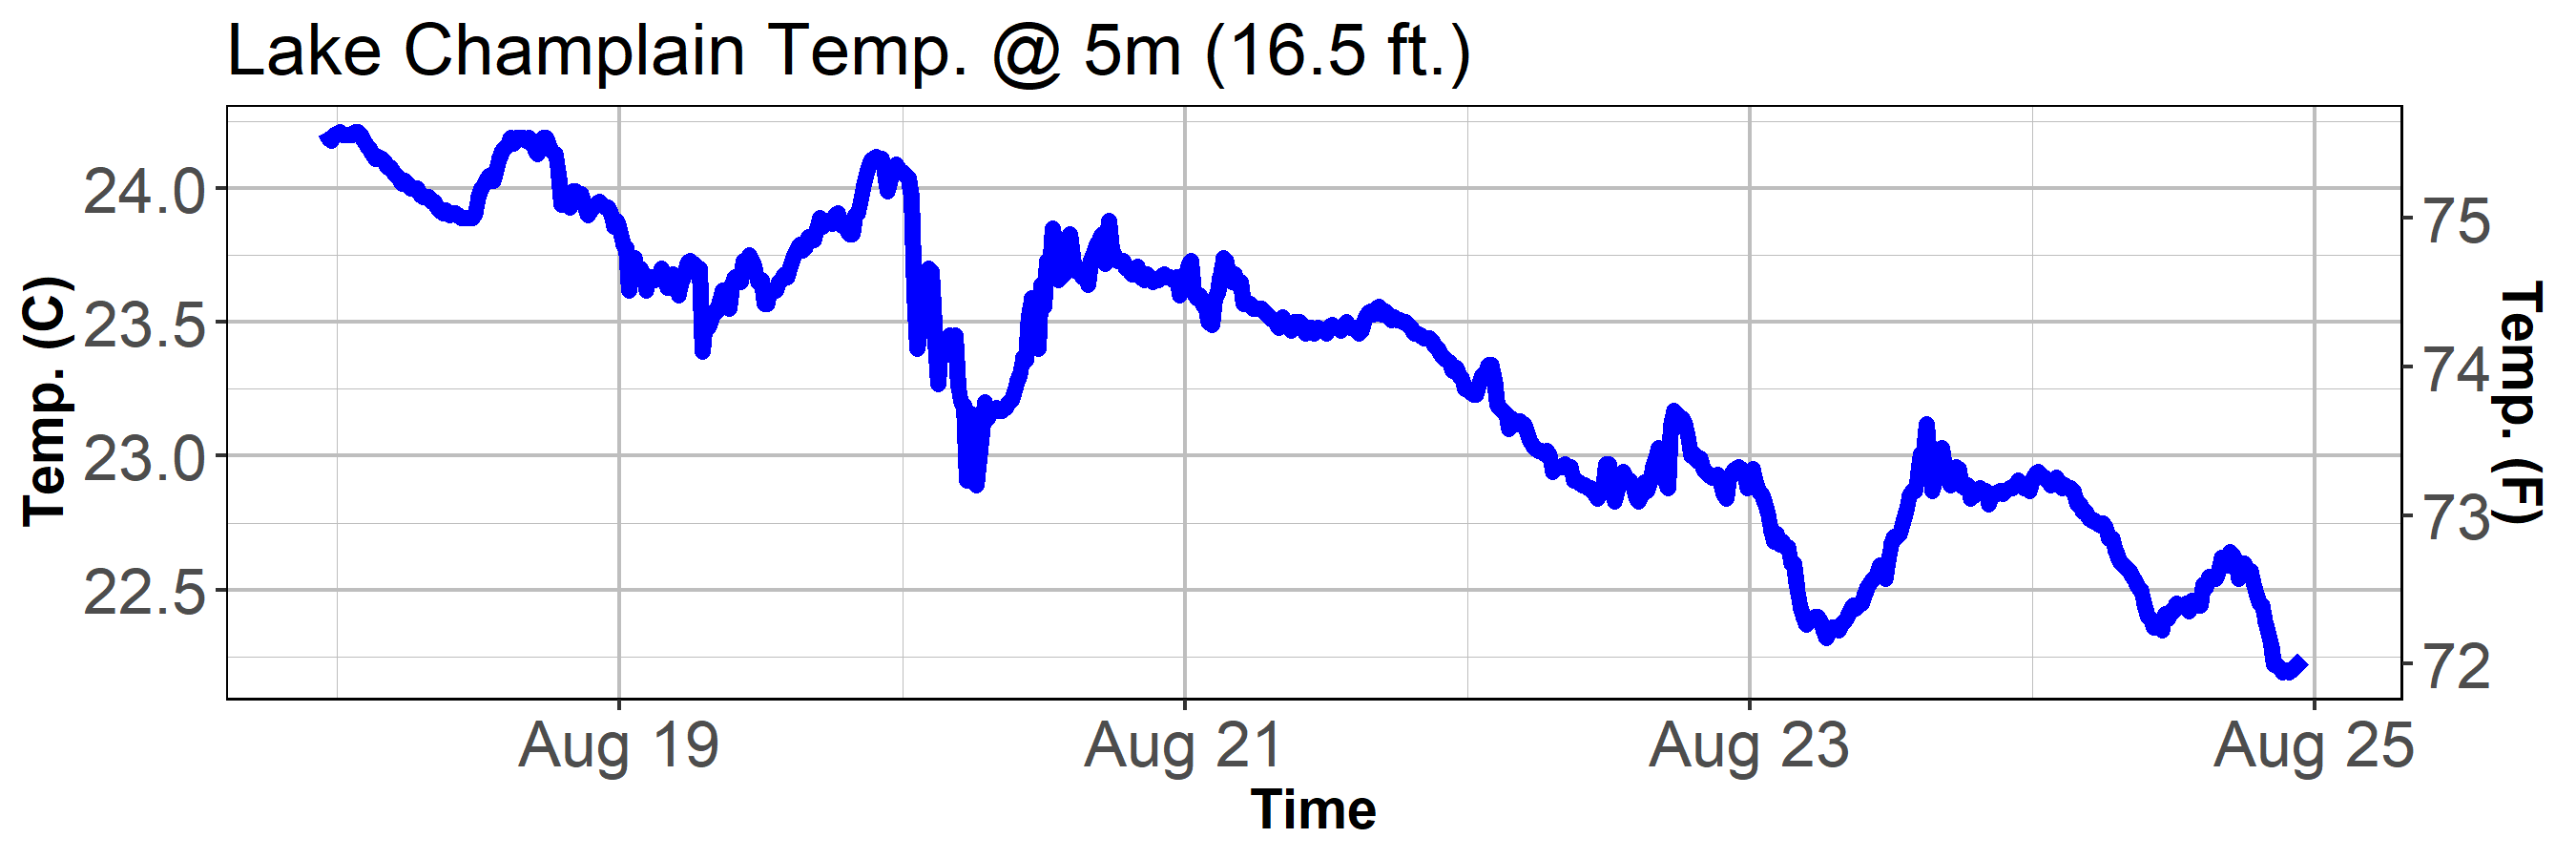 Lake Champlain Temp. @ 5m (16.5 ft.)
Temp. (C)
24.0
23.5
23.0
22.5
75
74
73
72
Temp. (F)
Aug 19 Aug 21 Aug 23 Aug 25
Time